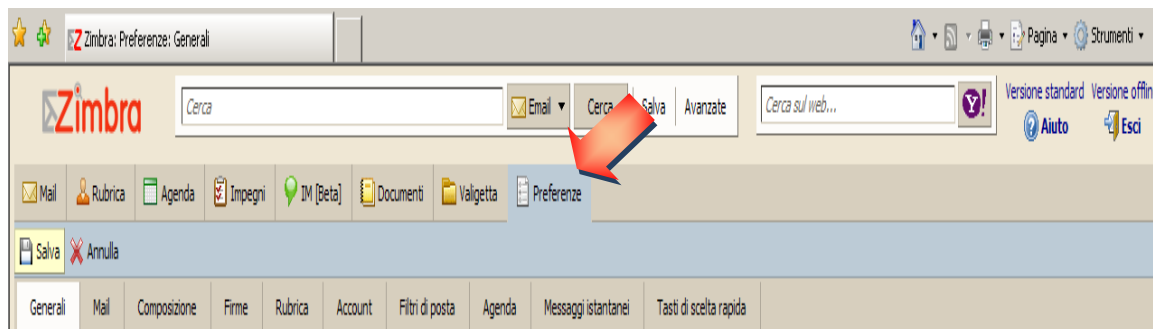 Zimbra: Preferenze: Generali
Pagina Strumenti
Zimbra Cerca Email Cerca Salva Avanzate Cerca sul web... Y! Versione standard Versione offlin
Aiuto Esci
Mail Rubrica Agenda Impegni IM [Beta] Documenti Valigetta Preferenze
Salva Annulla
Generali Mail Composizione Firme Rubrica Account Filtri di posta Agenda Messaggi istantanei Tasti di scelta rapida